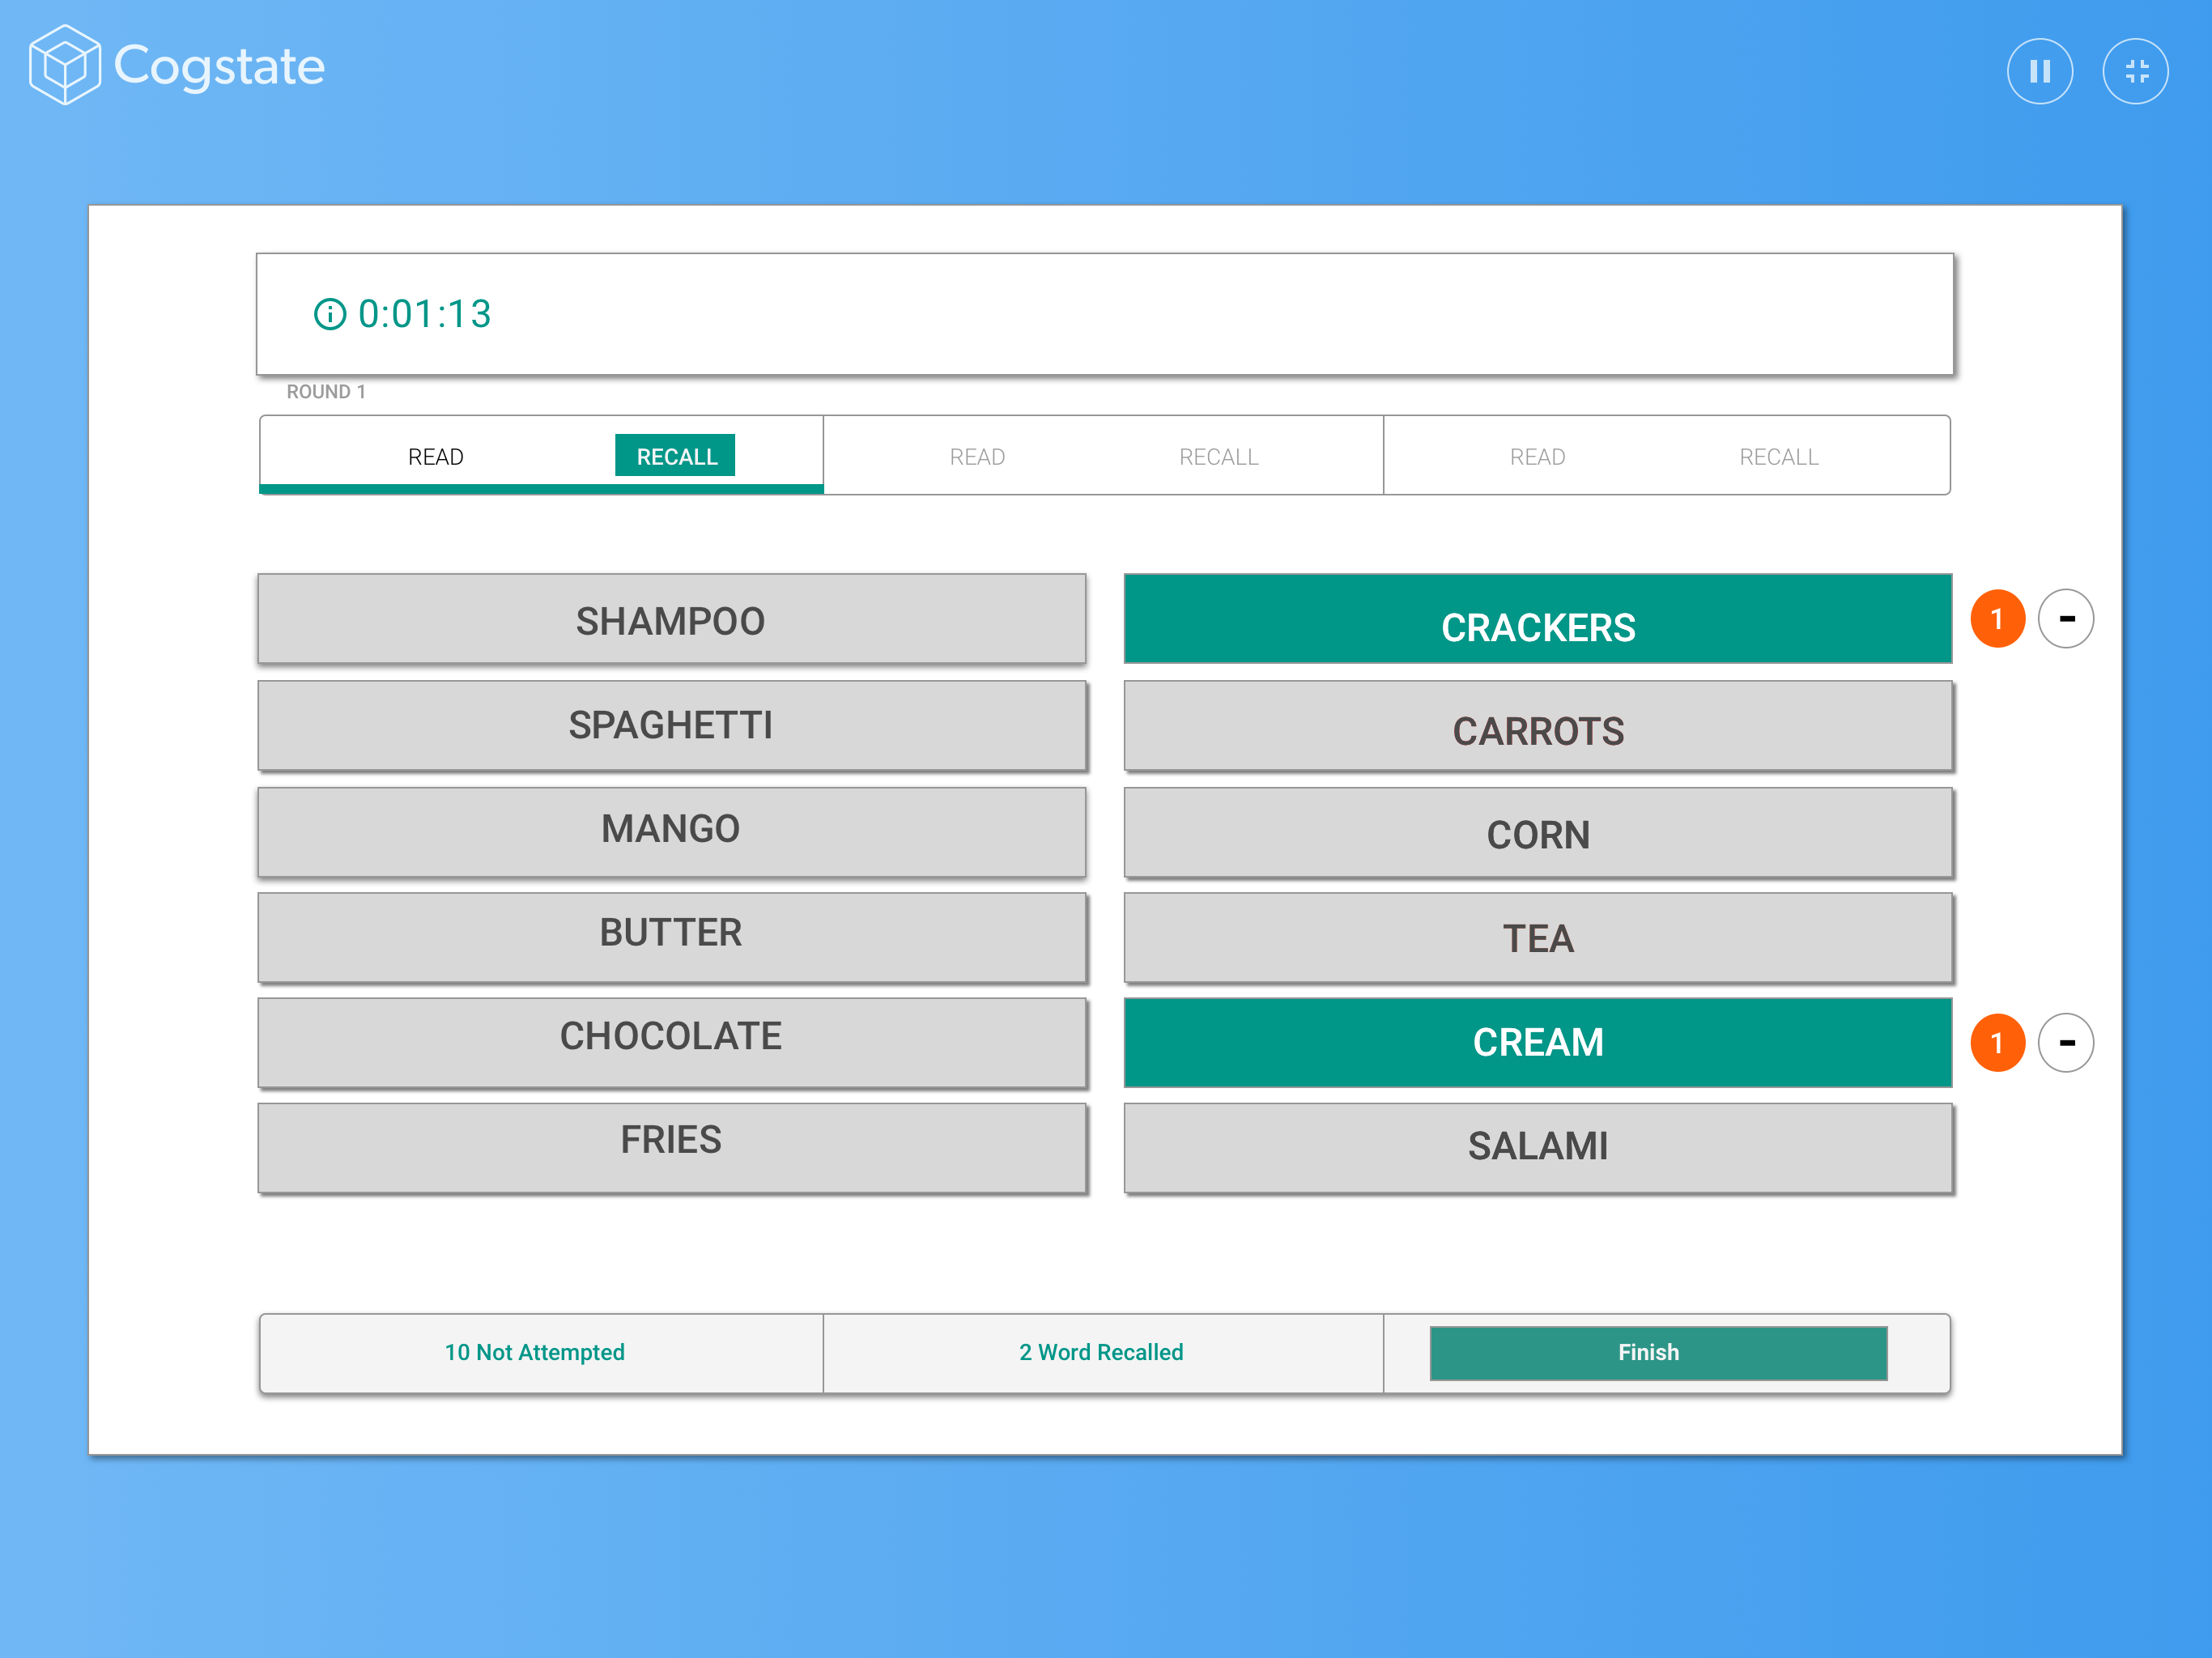 Cogstate
0:01:13
ROUND 1
READ RECALL READ RECALL READ RECALL
SHAMPOO CRACKERS 1 -
SPAGHETTI CARROTS
MANGO CORN
BUTTER TEA
CHOCOLATE CREAM 1 -
FRIES SALAMI
10 Not Attempted 2 Word Recalled Finish